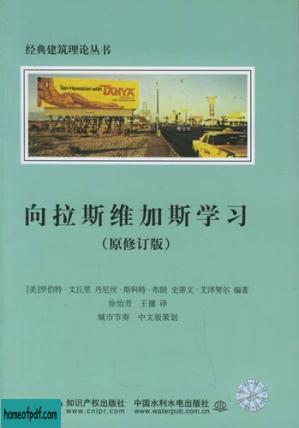 经典建筑理论丛书
Tan Hawaiian with
TANYA
向拉斯维加斯学习
(原修订版)
[美]罗伯特·文丘里 丹尼丝·斯科特·布朗 史蒂文·艾泽努尔 编著
徐怡芳 王健 译
城市节奏 中文版策划
知识产权出版社
www.cnipr.com
中国水利水电出版社
www.waterpub.com.cn
homeofpdf.com